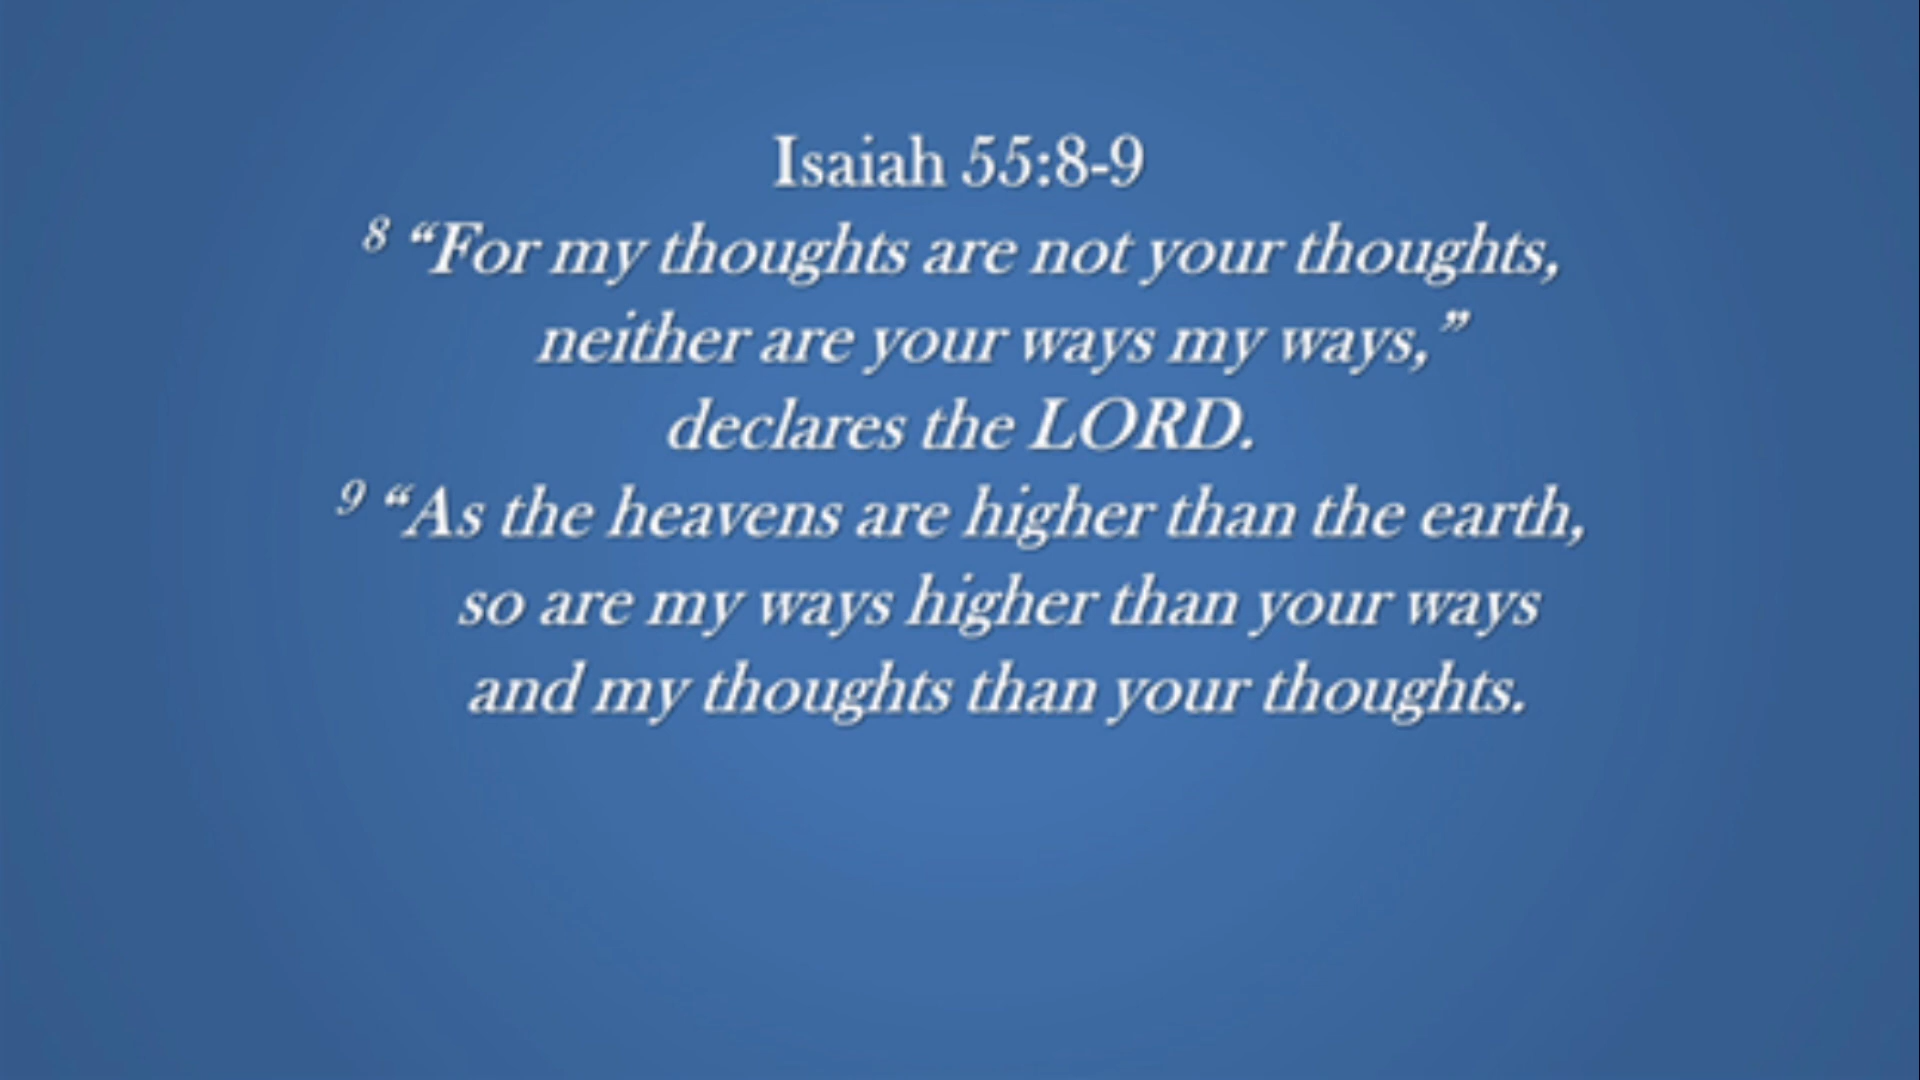 Isaiah 55:8-9
8 “For my thoughts are not your thoughts,
neither are your ways my ways,”
declares the LORD.
9 “As the heavens are higher than the earth,
so are my ways higher than your ways
and my thoughts than your thoughts.